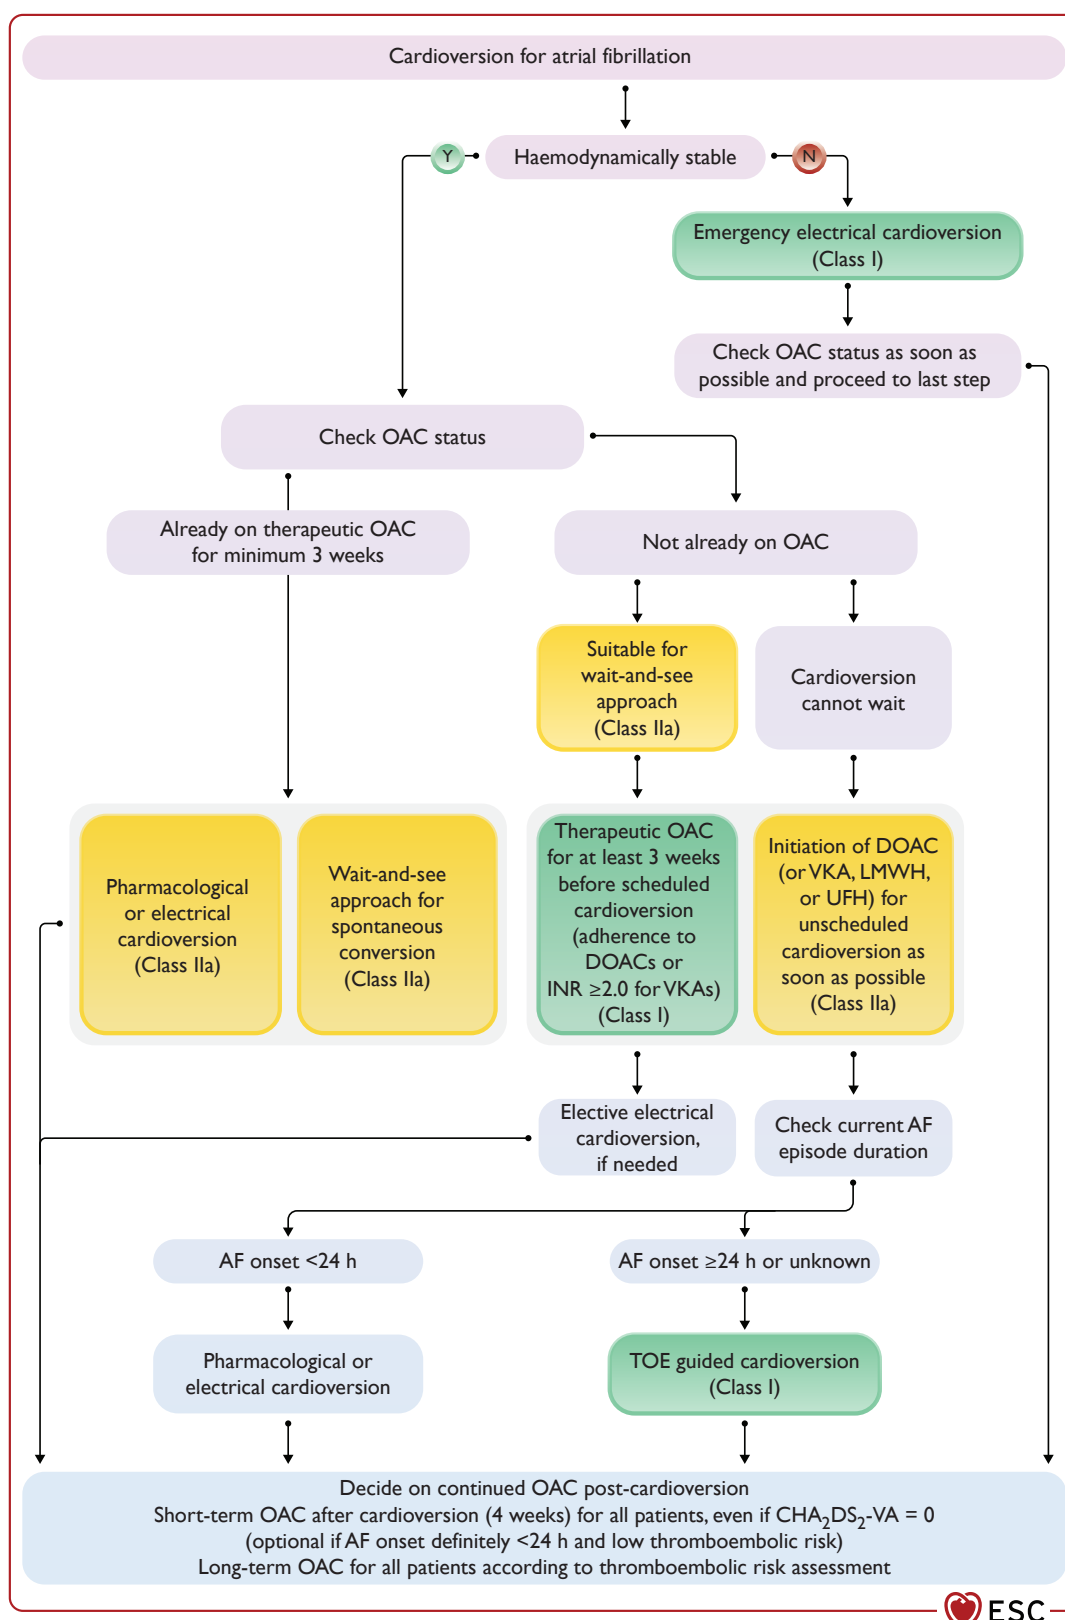 Cardioversion for atrial fibrillation
Y
Haemodynamically stable
N
Emergency electrical cardioversion
(Class I)
Check OAC status as soon as
possible and proceed to last step
Check OAC status
Already on therapeutic OAC
for minimum 3 weeks
Not already on OAC
Suitable for
wait-and-see
approach
(Class IIa)
Cardioversion
cannot wait
Pharmacological
or electrical
cardioversion
(Class IIa)
Wait-and-see
approach for
spontaneous
conversion
(Class IIa)
Therapeutic OAC
for at least 3 weeks
before scheduled
cardioversion
(adherence to
DOACs or
INR ≥2.0 for VKAs)
(Class I)
Initiation of DOAC
(or VKA, LMWH,
or UFH) for
unscheduled
cardioversion as
soon as possible
(Class IIa)
Elective electrical
cardioversion,
if needed
Check current AF
episode duration
AF onset <24 h
AF onset ≥24 h or unknown
Pharmacological or
electrical cardioversion
TOE guided cardioversion
(Class I)
Decide on continued OAC post-cardioversion
Short-term OAC after cardioversion (4 weeks) for all patients, even if CHA₂DS₂-VA = 0
(optional if AF onset definitely <24 h and low thromboembolic risk)
Long-term OAC for all patients according to thromboembolic risk assessment
ESC